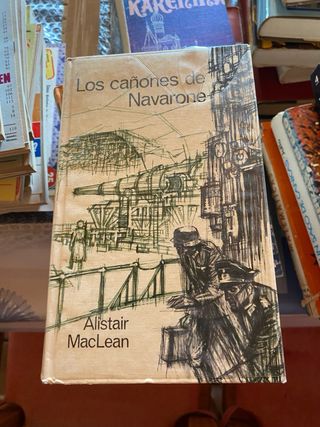 KARENINA
Los cañones de
Navarone
Alistair
MacLean